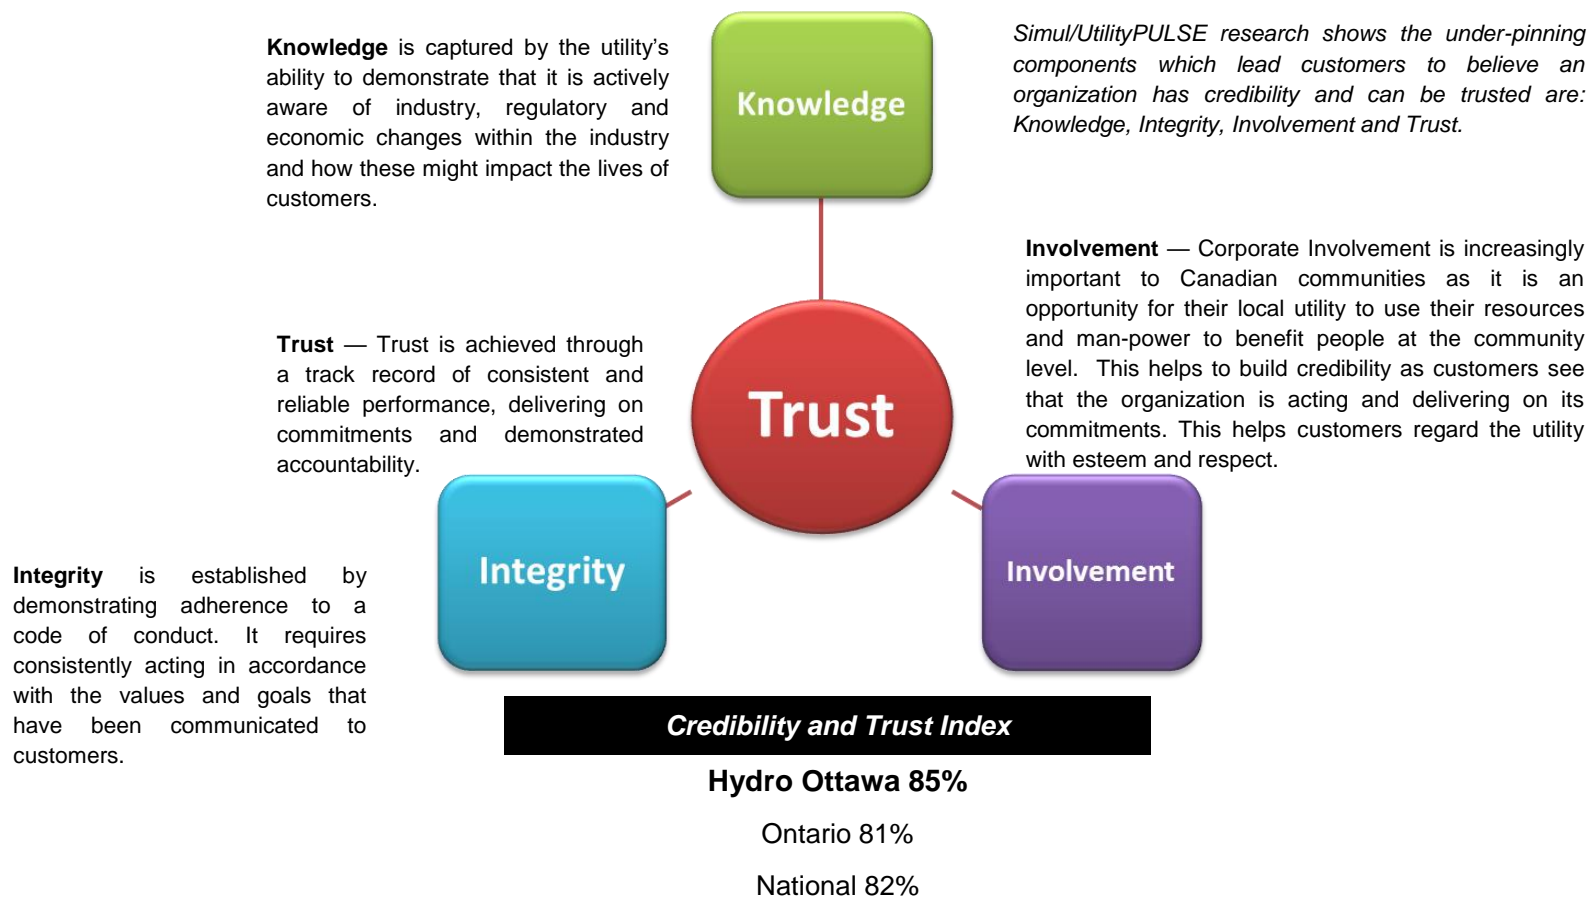 Knowledge is captured by the utility's
ability to demonstrate that it is actively
aware of industry, regulatory and
economic changes within the industry
and how these might impact the lives of
customers.
Knowledge
Simul/UtilityPULSE research shows the under-pinning
components which lead customers to believe an
organization has credibility and can be trusted are:
Knowledge, Integrity, Involvement and Trust.
Involvement — Corporate Involvement is increasingly
important to Canadian communities as it is an
opportunity for their local utility to use their resources
and man-power to benefit people at the community
level. This helps to build credibility as customers see
that the organization is acting and delivering on its
commitments. This helps customers regard the utility
with esteem and respect.
Trust — Trust is achieved through
a track record of consistent and
reliable performance, delivering on
commitments and demonstrated
accountability.
Trust
Integrity
Involvement
Integrity is established by
demonstrating adherence to a
code of conduct. It requires
consistently acting in accordance
with the values and goals that
have been communicated to
customers.
Credibility and Trust Index
Hydro Ottawa 85%
Ontario 81%
National 82%